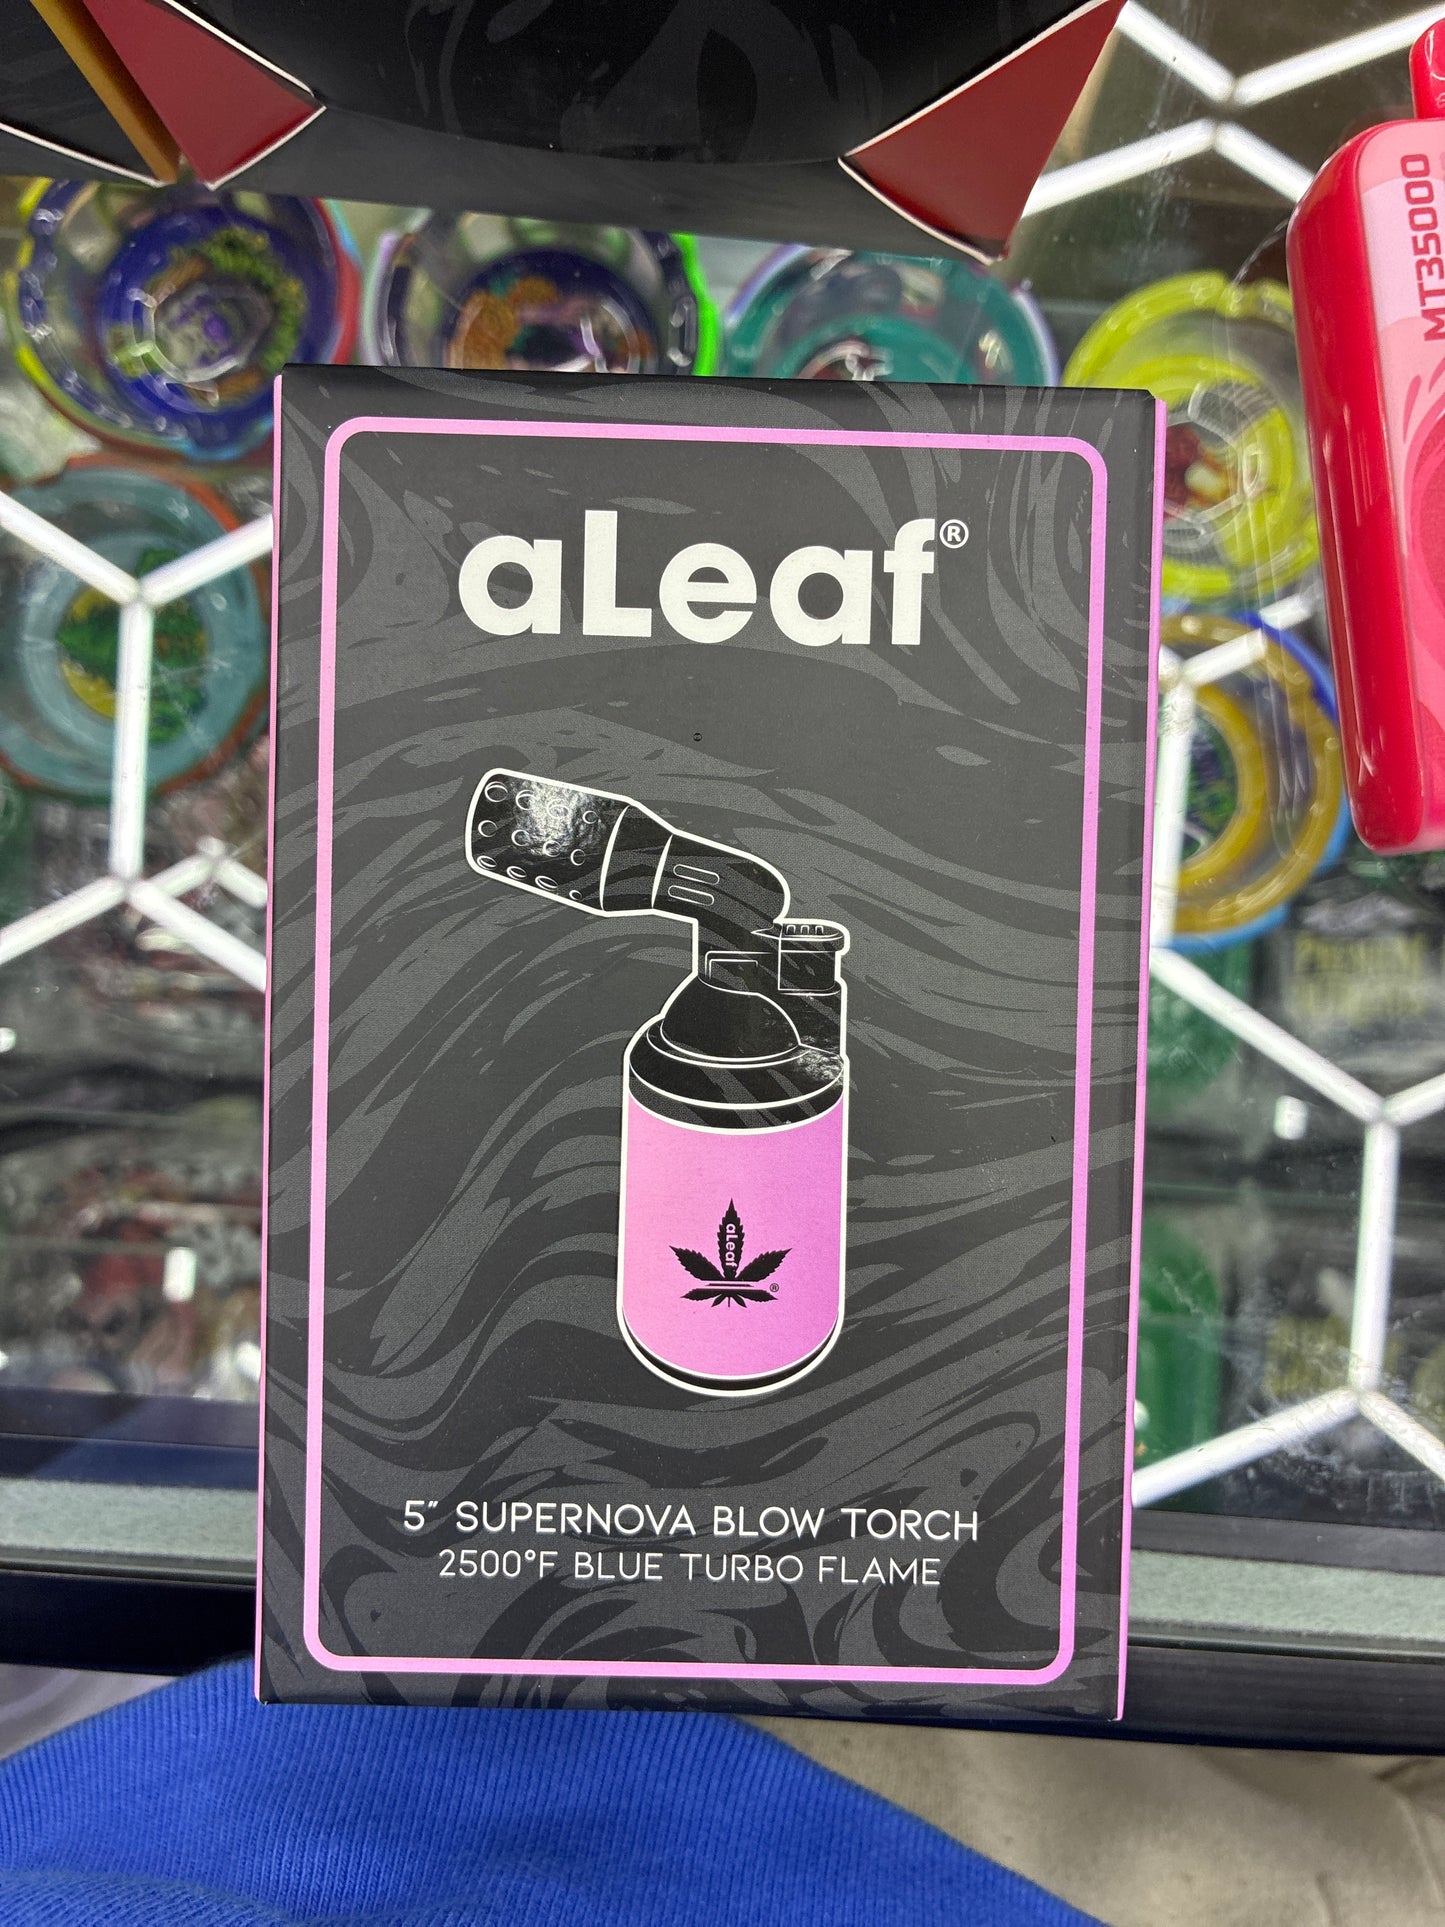 MT35000
aLeaf®
aLeaf
®
5" SUPERNOVA BLOW TORCH
2500°F BLUE TURBO FLAME